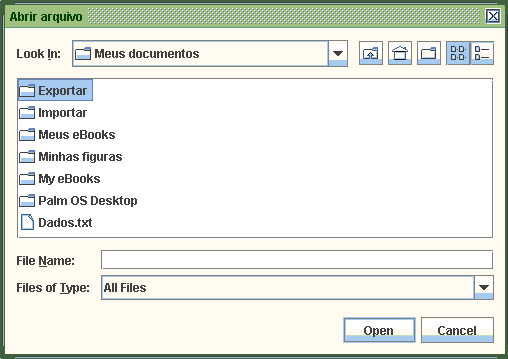 Abrir arquivo
Look In: Meus documentos
Exportar
Importar
Meus eBooks
Minhas figuras
My eBooks
Palm OS Desktop
Dados.txt
File Name:
Files of Type: All Files
Open Cancel